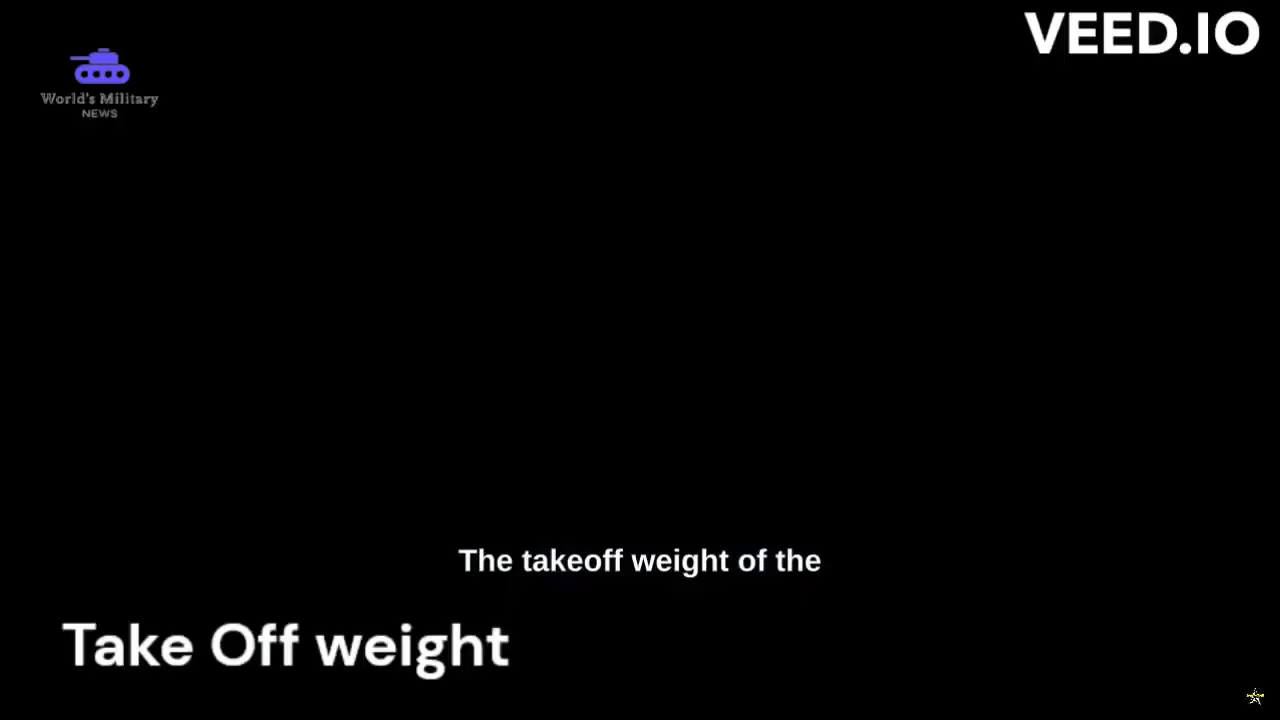 VEED.IO
World's Military
NEWS
The takeoff weight of the
Take Off weight